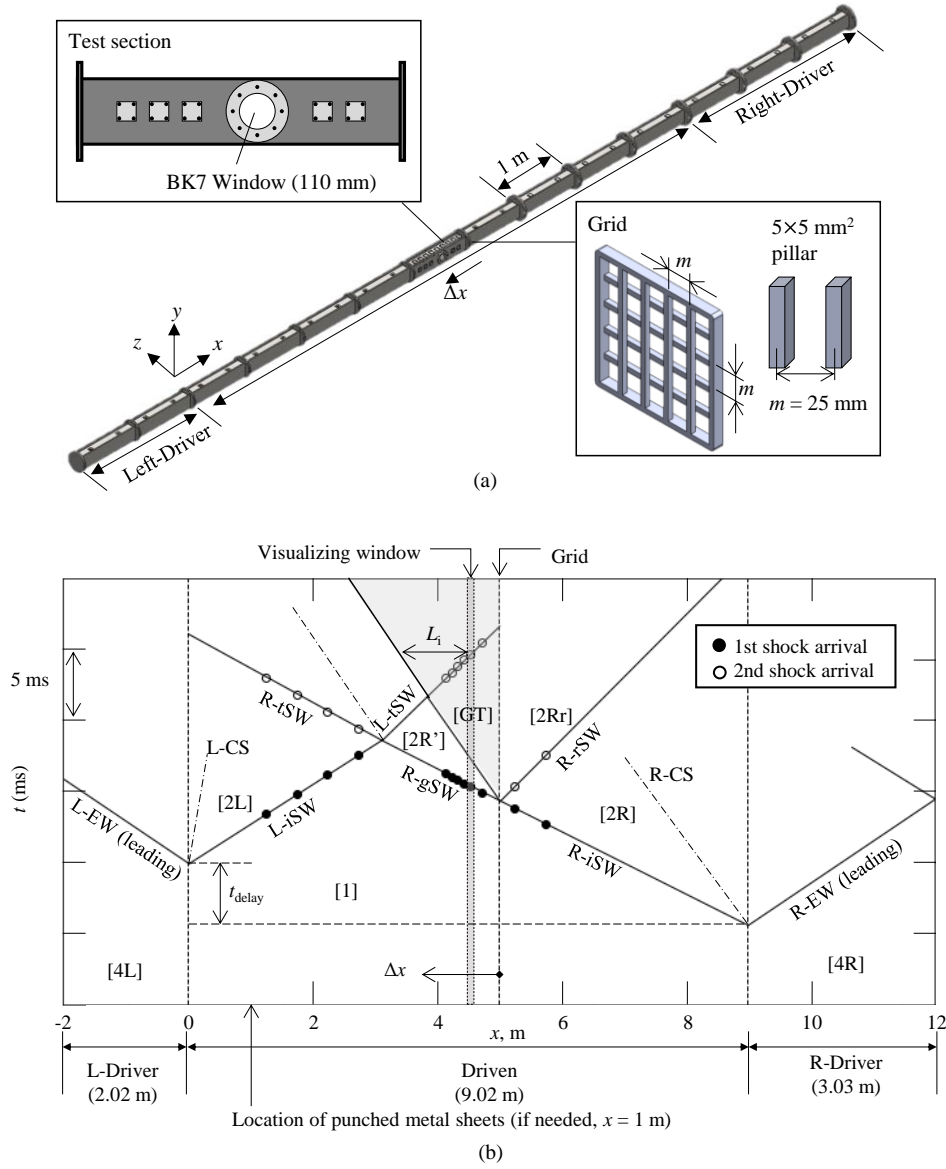 Test section
BK7 Window (110 mm)
Right-Driver
1 m
Δx
Grid
m
m
5×5 mm²
pillar
m = 25 mm
y
z
x
Left-Driver
(a)
Visualizing window
Grid
5 ms
t (ms)
L_i
1st shock arrival
2nd shock arrival
R-tSW
L-tSW
[GT]
[2Rr]
[2R’]
R-rSW
L-CS
R-gSW
R-CS
[2L]
L-iSW
[2R]
L-EW (leading)
R-iSW
R-EW (leading)
t_delay
[1]
[4L]
Δx
[4R]
-2 0 2 4 6 8 10 12
x, m
L-Driver
(2.02 m)
Driven
(9.02 m)
R-Driver
(3.03 m)
Location of punched metal sheets (if needed, x = 1 m)
(b)